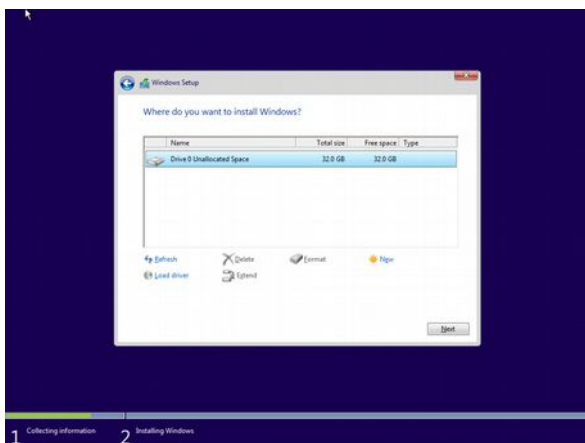 Windows Setup
Where do you want to install Windows?
Name Total size Free space Type
Drive 0 Unallocated Space 32.0 GB 32.0 GB
Refresh Delete Format New
Load driver Extend
Next
1 Collecting information 2 Installing Windows